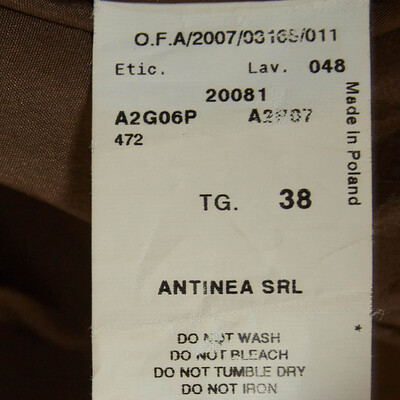 O.F.A/2007/03168/011
Etic. Lav. 048
20081
A2G06P
472
Made in Poland
TG. 38
ANTINEA SRL
*
DO NOT WASH
DO NOT BLEACH
DO NOT TUMBLE DRY
DO NOT IRON